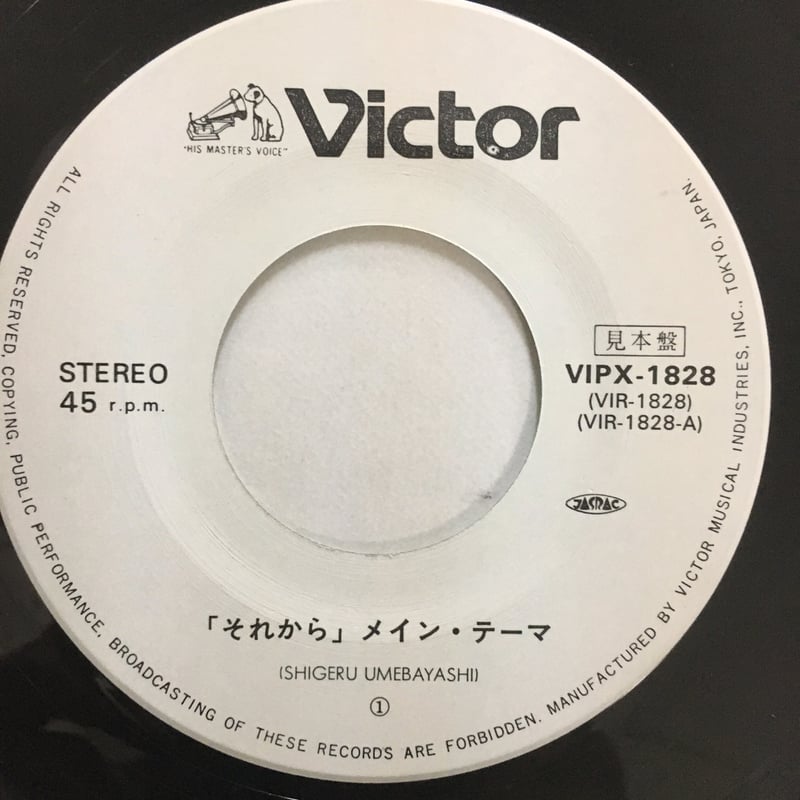 "HIS MASTER'S VOICE"
Victor
STEREO
45 r.p.m.
見本盤
VIPX-1828
(VIR-1828)
(VIR-1828-A)
JASRAC
「それから」メイン・テーマ
(SHIGERU UMEBAYASHI)
①
ALL RIGHTS RESERVED, COPYING, PUBLIC PERFORMANCE, BROADCASTING OF THESE RECORDS ARE FORBIDDEN. MANUFACTURED BY VICTOR MUSICAL INDUSTRIES, INC., TOKYO, JAPAN.